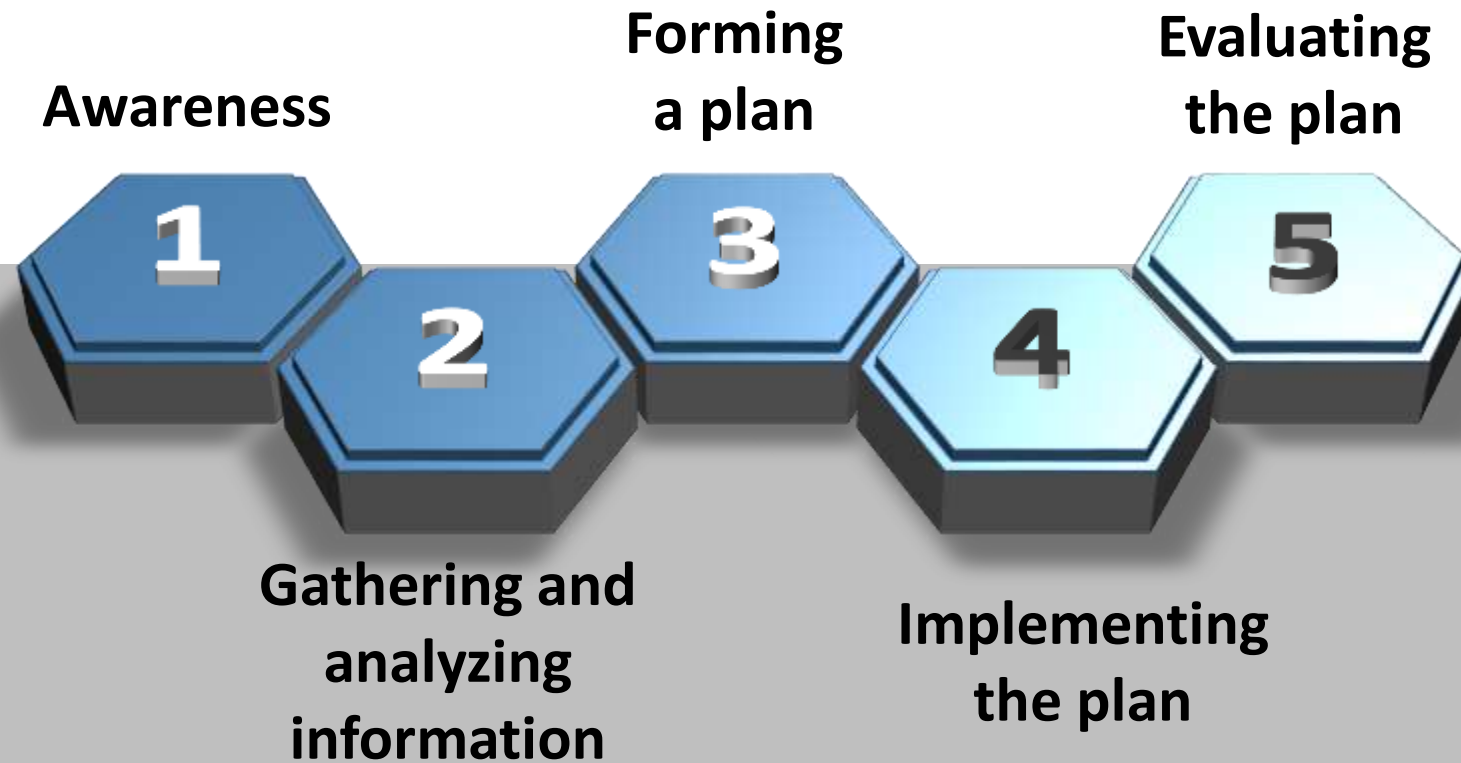 Awareness
1
Gathering and
analyzing
information
2
Forming
a plan
3
Implementing
the plan
4
Evaluating
the plan
5